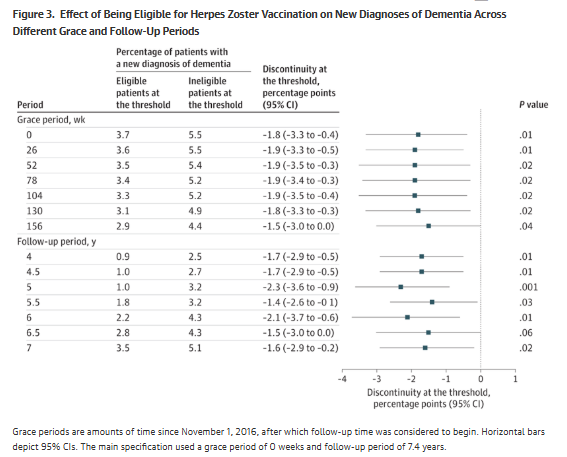 Figure 3. Effect of Being Eligible for Herpes Zoster Vaccination on New Diagnoses of Dementia Across
Different Grace and Follow-Up Periods
Percentage of patients with
a new diagnosis of dementia
Discontinuity at
the threshold,
percentage points
(95% CI)
Eligible
patients at
the threshold
Ineligible
patients at
the threshold
Period P value
Grace period, wk
0 3.7 5.5 -1.8 (-3.3 to -0.4) .01
26 3.6 5.5 -1.9 (-3.3 to -0.5) .01
52 3.5 5.4 -1.9 (-3.5 to -0.3) .02
78 3.4 5.2 -1.9 (-3.4 to -0.3) .02
104 3.3 5.2 -1.9 (-3.5 to -0.4) .02
130 3.1 4.9 -1.8 (-3.3 to -0.3) .02
156 2.9 4.4 -1.5 (-3.0 to 0.0) .04
Follow-up period, y
4 0.9 2.5 -1.7 (-2.9 to -0.5) .01
4.5 1.0 2.7 -1.7 (-2.9 to -0.5) .01
5 1.0 3.2 -2.3 (-3.6 to -0.9) .001
5.5 1.8 3.2 -1.4 (-2.6 to -0 1) .03
6 2.2 4.3 -2.1 (-3.7 to -0.6) .01
6.5 2.8 4.3 -1.5 (-3.0 to 0.0) .06
7 3.5 5.1 -1.6 (-2.9 to -0.2) .02
-4 -3 -2 -1 0 1
Discontinuity at the threshold,
percentage points (95% CI)
Grace periods are amounts of time since November 1, 2016, after which follow-up time was considered to begin. Horizontal bars
depict 95% CIs. The main specification used a grace period of 0 weeks and follow-up period of 7.4 years.